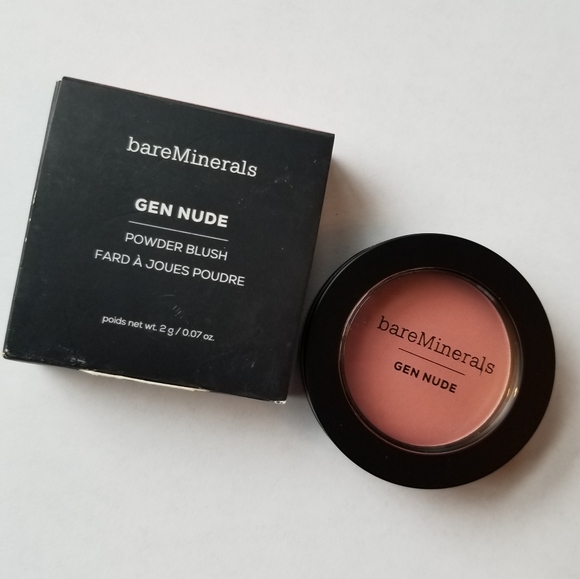 bareMinerals
GEN NUDE
POWDER BLUSH
FARD À JOUES POUDRE
poids net wt. 2 g / 0.07 oz.
bareMinerals
GEN NUDE